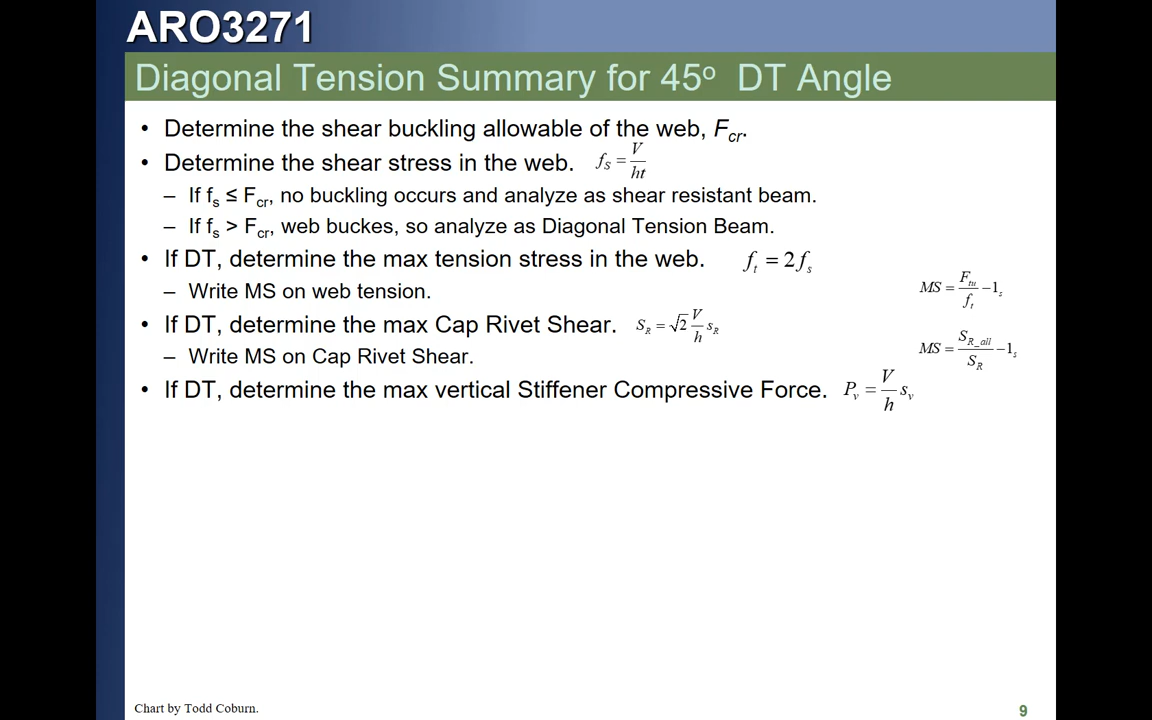 ARO3271
Diagonal Tension Summary for 45º DT Angle
• Determine the shear buckling allowable of the web, Fcr.
• Determine the shear stress in the web. fS = V/ht
– If fs ≤ Fcr, no buckling occurs and analyze as shear resistant beam.
– If fs > Fcr, web buckes, so analyze as Diagonal Tension Beam.
• If DT, determine the max tension stress in the web. ft = 2fs
– Write MS on web tension. MS = Ftu/ft −1s
• If DT, determine the max Cap Rivet Shear. SR = √2 V/h sR
– Write MS on Cap Rivet Shear. MS = SR_all/SR −1s
• If DT, determine the max vertical Stiffener Compressive Force. Pv = V/h sv
Chart by Todd Coburn.
9